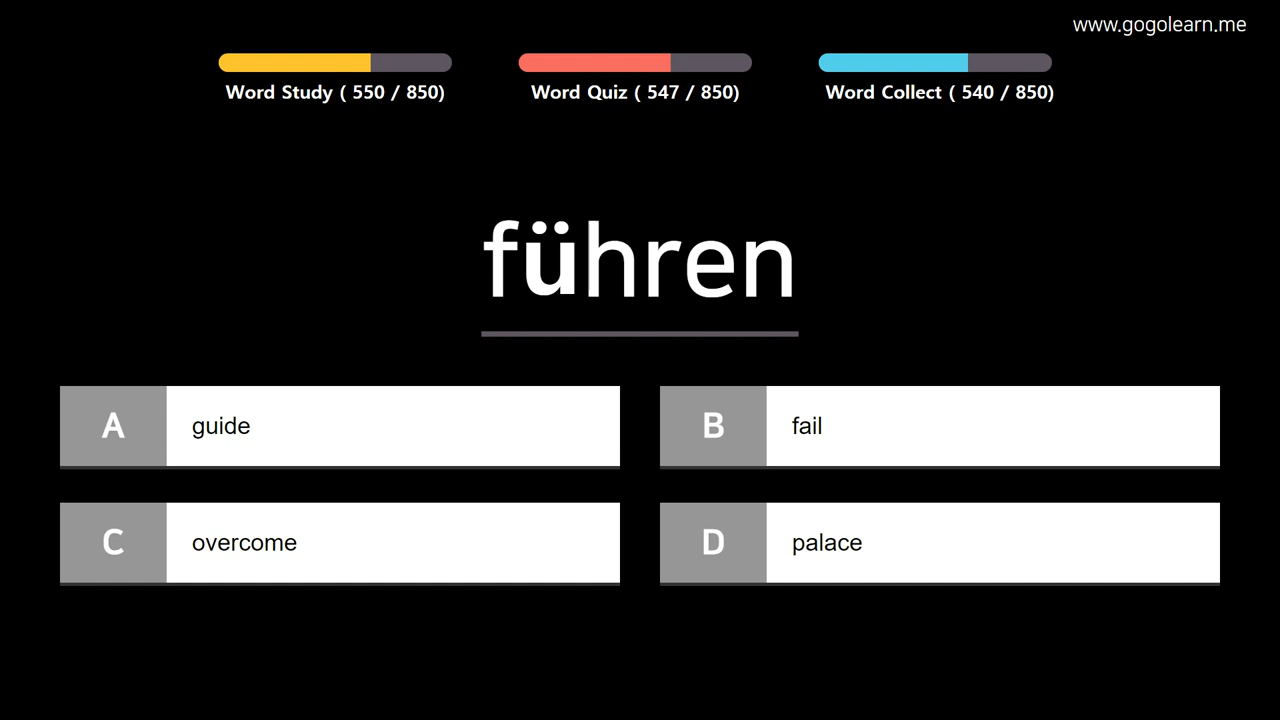 www.gogolearn.me
Word Study ( 550 / 850)
Word Quiz ( 547 / 850)
Word Collect ( 540 / 850)
führen
A guide
B fail
C overcome
D palace